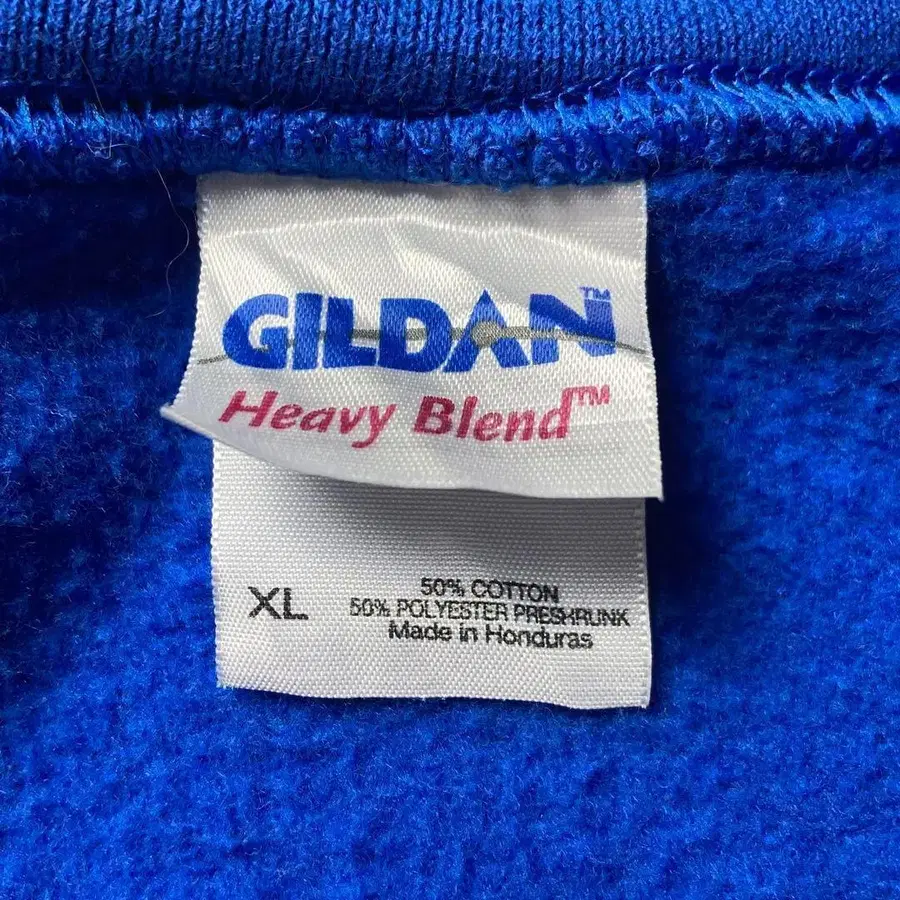 GILDAN™
Heavy Blend™
XL
50% COTTON
50% POLYESTER PRESHRUNK
Made in Honduras